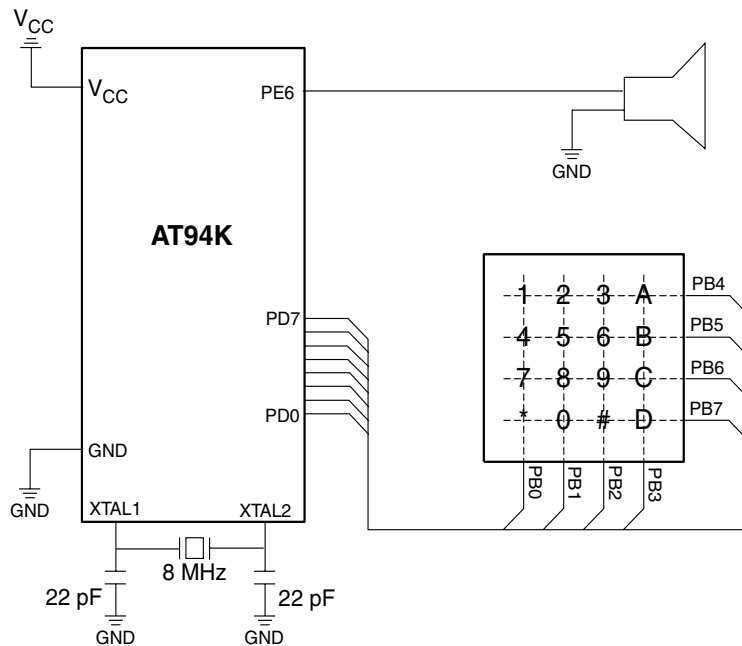 VCC
VCC
PE6
GND
AT94K
1 2 3 A
PB4
4 5 6 B
PB5
7 8 9 C
PB6
* 0 # D
PB7
PD7
PD0
PB0
PB1
PB2
PB3
GND
GND
XTAL1
XTAL2
8 MHz
22 pF
22 pF
GND
GND